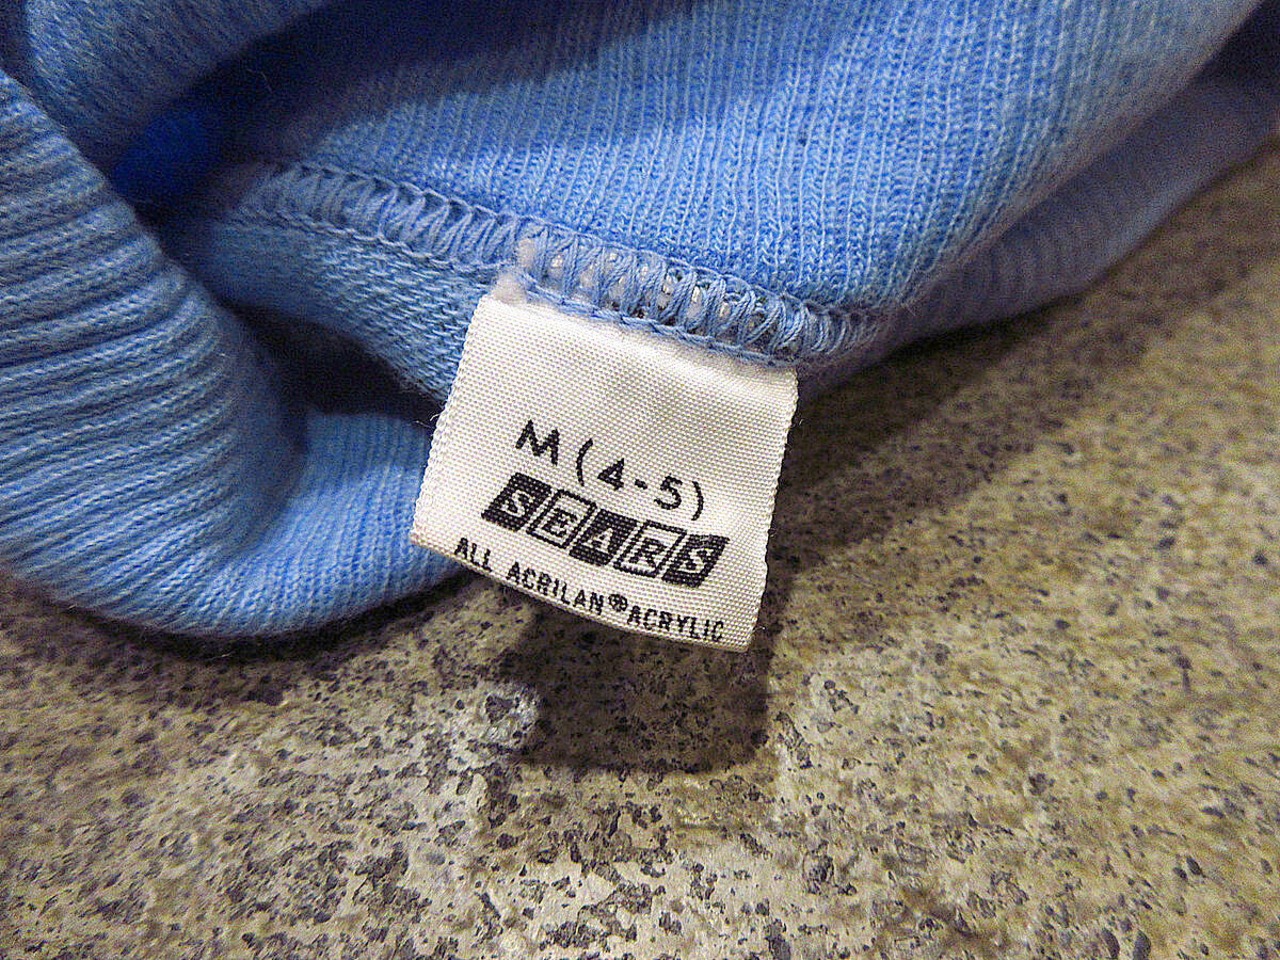 M (4-5)
SEARS
ALL ACRILAN® ACRYLIC